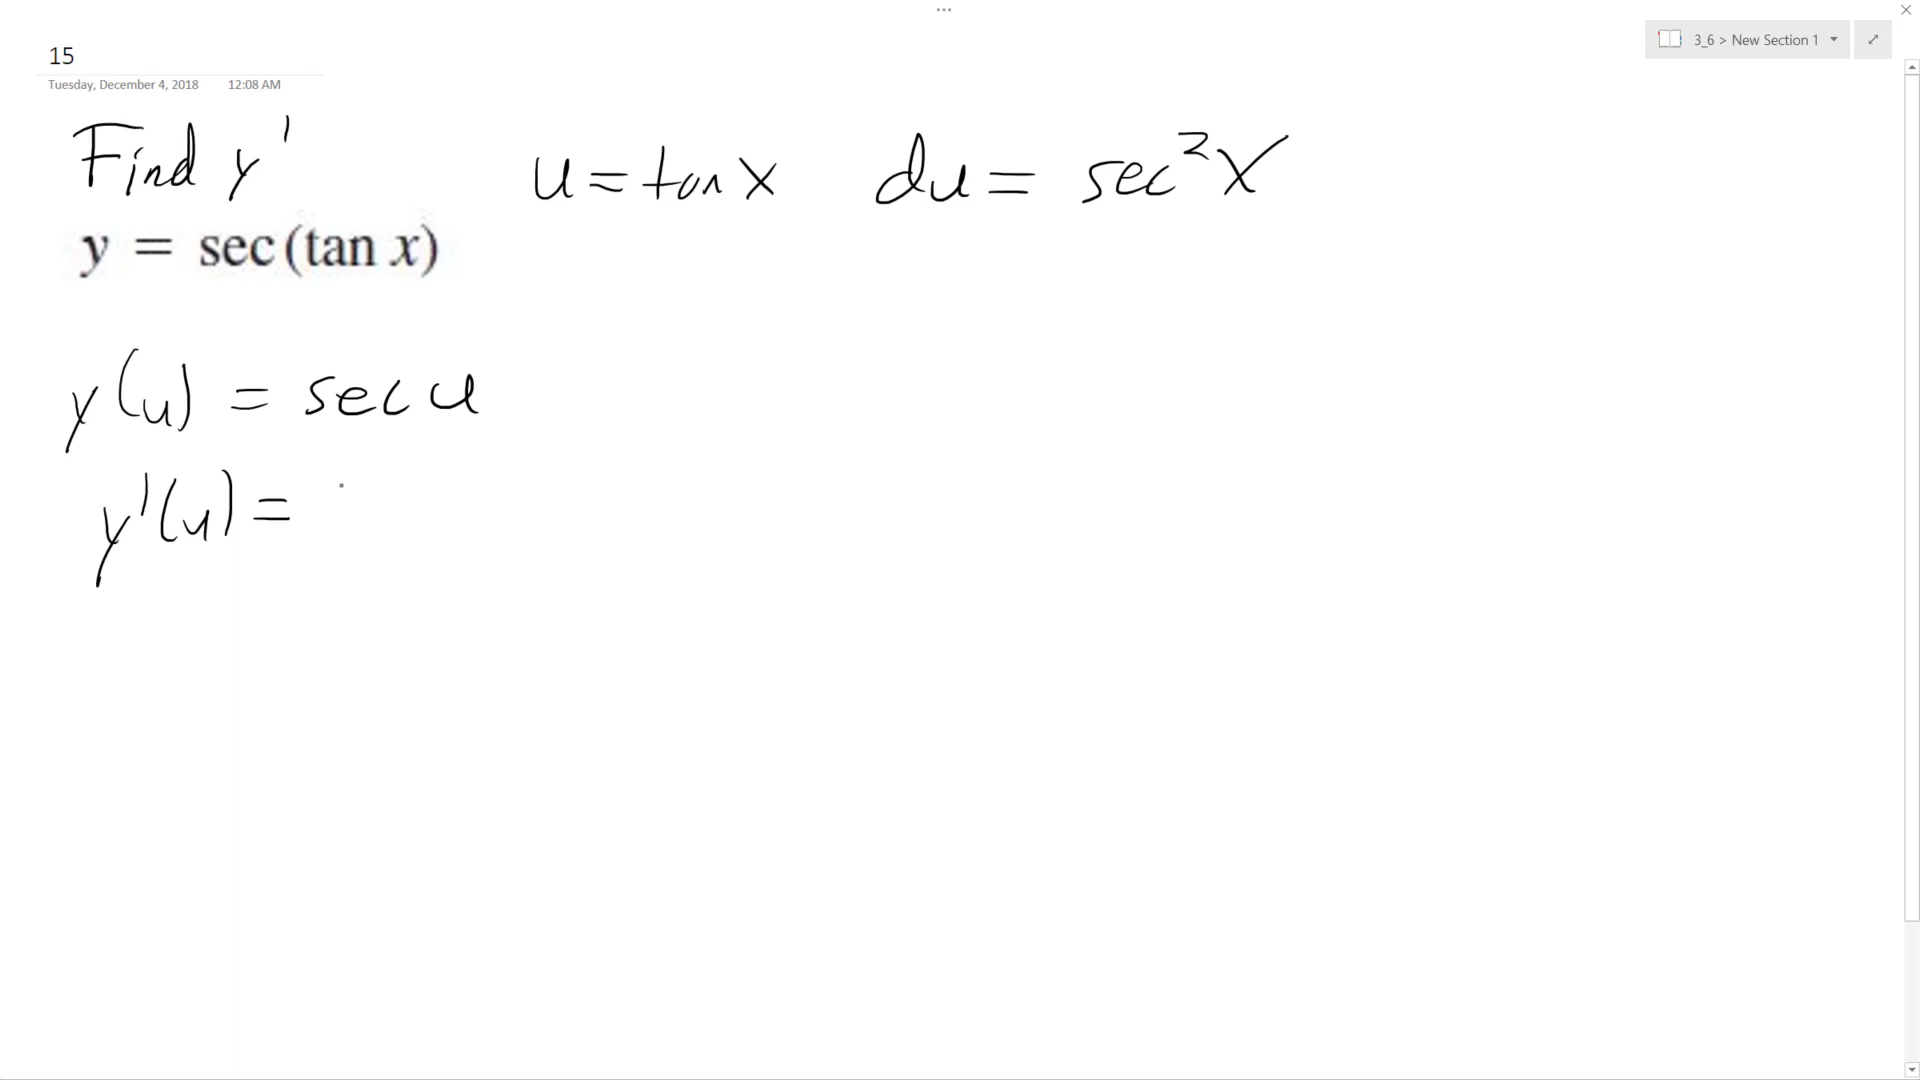 3_6 > New Section 1
15
Tuesday, December 4, 2018 12:08 AM
Find y'
u = tan x du = sec²x
y = sec(tan x)
y(u) = sec u
y'(u) =